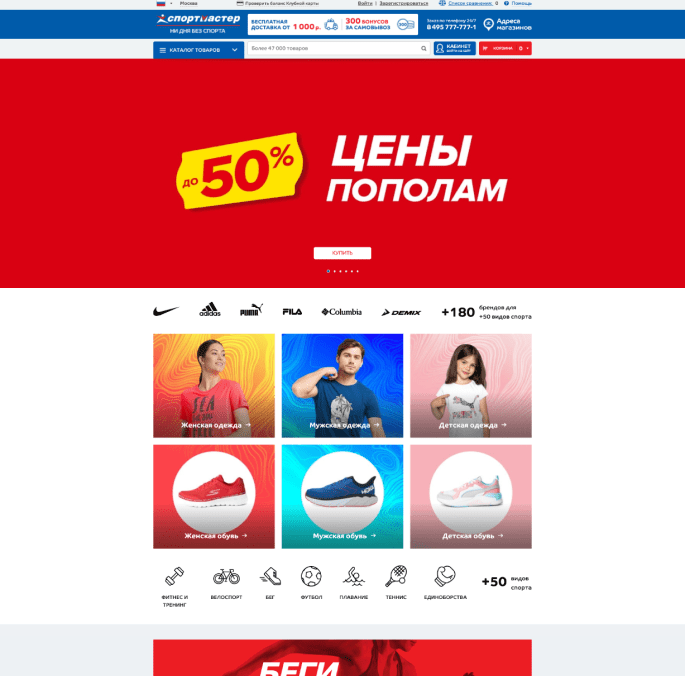 Москва
Проверить баланс Клубной карты
Войти | Зарегистрироваться
Список сравнения: 0
Помощь
спортмастер
НИ ДНЯ БЕЗ СПОРТА
БЕСПЛАТНАЯ
ДОСТАВКА ОТ 1 000 р.
300 БОНУСОВ
ЗА САМОВЫВОЗ
300
Заказ по телефону 24/7
8 495 777-777-1
Адреса
магазинов
КАТАЛОГ ТОВАРОВ
Более 47 000 товаров
КАБИНЕТ
КОРЗИНА 0
ДО 50%
ЦЕНЫ
ПОПОЛАМ
КУПИТЬ
adidas
PUMA
FILA
Columbia
DEMIX
+180
брендов для
+50 видов спорта
Женская одежда →
Мужская одежда →
Детская одежда →
Женская обувь →
Мужская обувь →
Детская обувь →
ФИТНЕС И
ТРЕНИНГ
ВЕЛОСПОРТ
БЕГ
ФУТБОЛ
ПЛАВАНИЕ
ТЕННИС
ЕДИНОБОРСТВА
+50
видов
спорта
БЕГИ